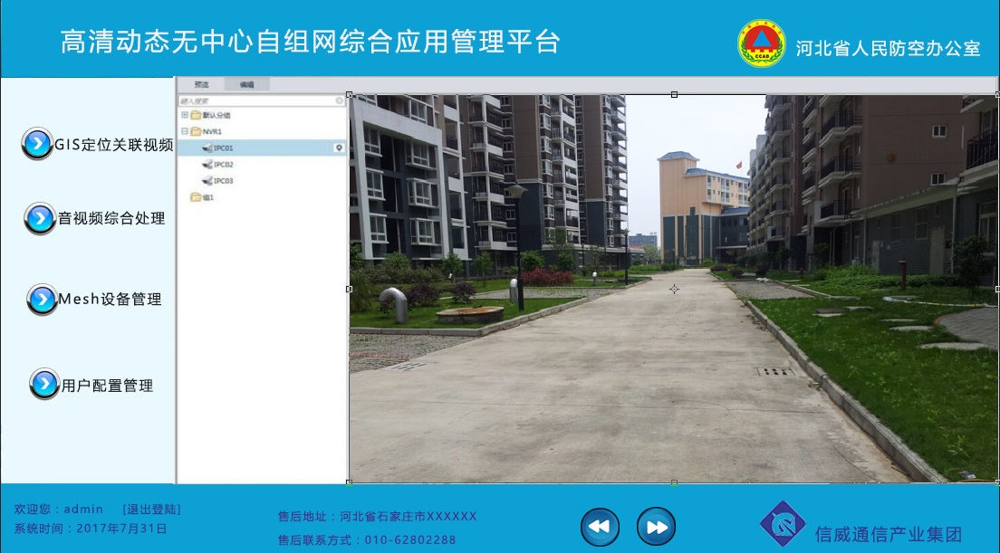 高清动态无中心自组网综合应用管理平台
CCAD
河北省人民防空办公室
预览 编辑
键入搜索
默认分组
NVR1
IPC01
IPC02
IPC03
组1
GIS定位关联视频
音视频综合处理
Mesh设备管理
用户配置管理
欢迎您：admin [退出登陆]
系统时间：2017年7月31日
售后地址：河北省石家庄市XXXXXX
售后联系方式：010-62802288
信威通信产业集团